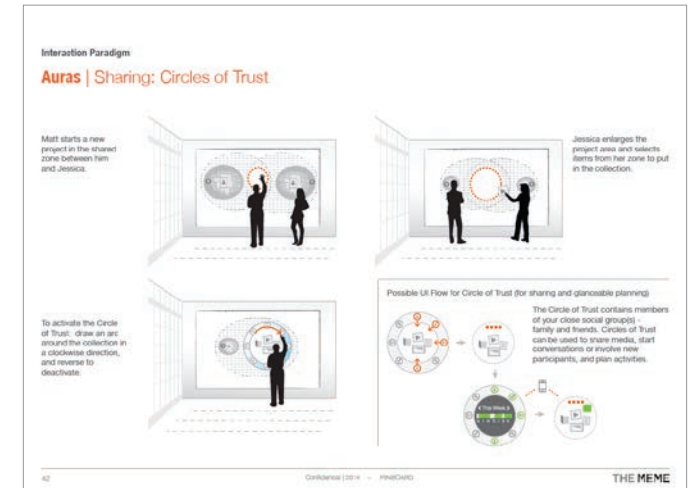 Interaction Paradigm
Auras | Sharing: Circles of Trust
Matt starts a new
project in the shared
zone between him
and Jessica.
Jessica enlarges the
project area and selects
items from her zone to put
in the collection.
To activate the Circle
of Trust: draw an arc
around the collection in
a clockwise direction,
and reverse to
deactivate.
Possible UI Flow for Circle of Trust (for sharing and glanceable planning)
The Circle of Trust contains members
of your close social group(s) -
family and friends. Circles of Trust
can be used to share media, start
conversations or involve new
participants, and plan activities.
This Week
42
Confidential | 2014 -
THE MEME